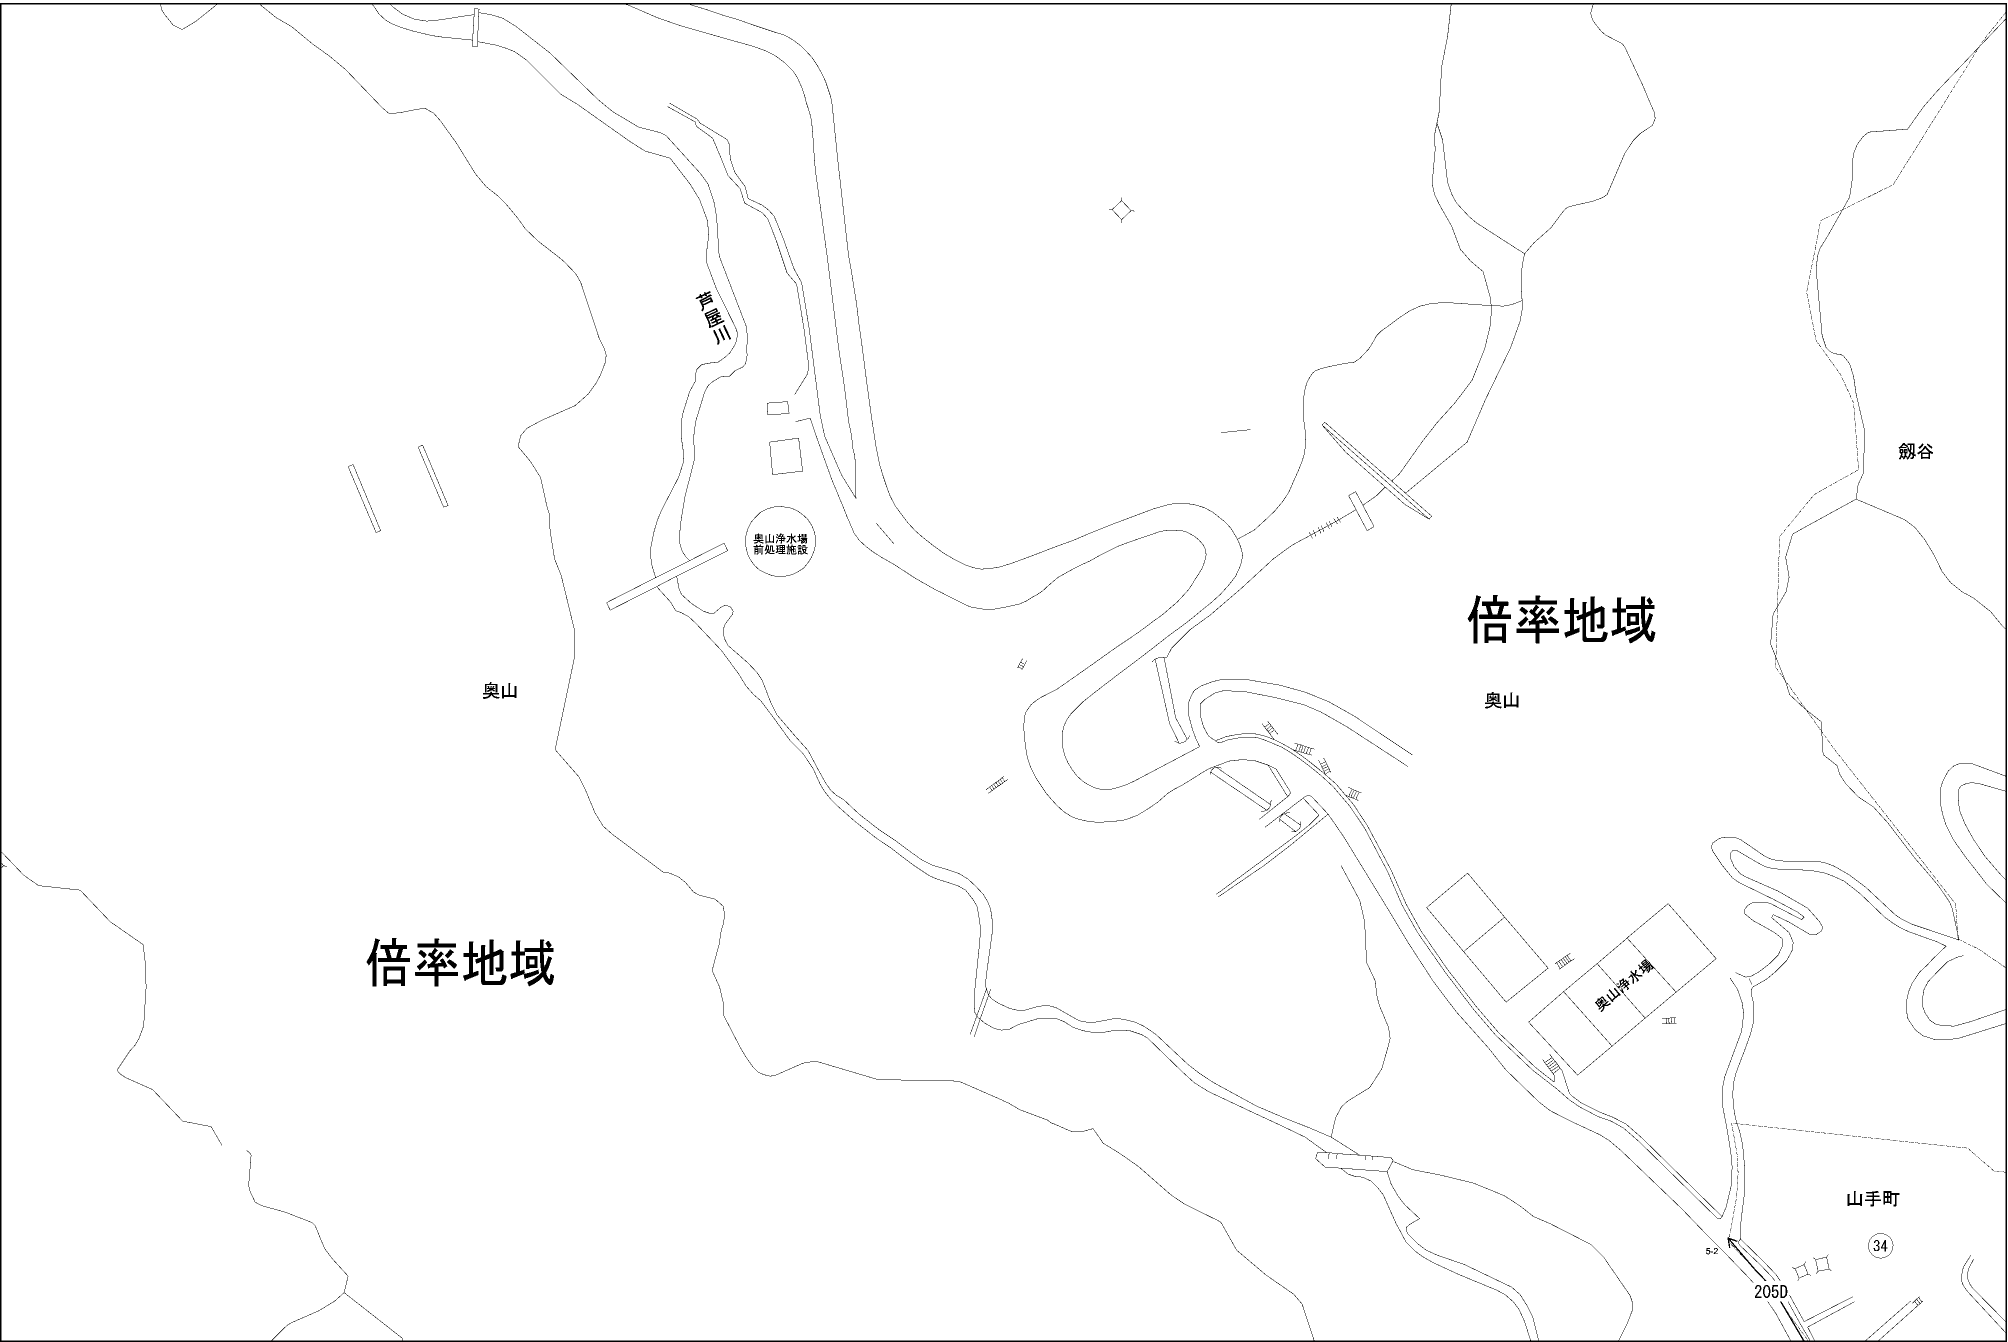 芦屋川
劔谷
奥山浄水場
前処理施設
倍率地域
奥山
奥山
倍率地域
奥山浄水場
山手町
34
5-2
205D